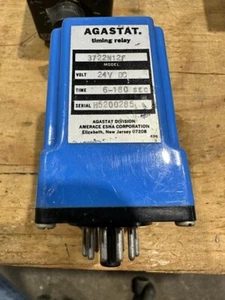 AGASTAT.
timing relay
3722N12F
MODEL
VOLT 24V DC
TIME 6-180 SEC
SERIAL
AGASTAT DIVISION
AMERACE ESNA CORPORATION
Elizabeth, New Jersey 07208